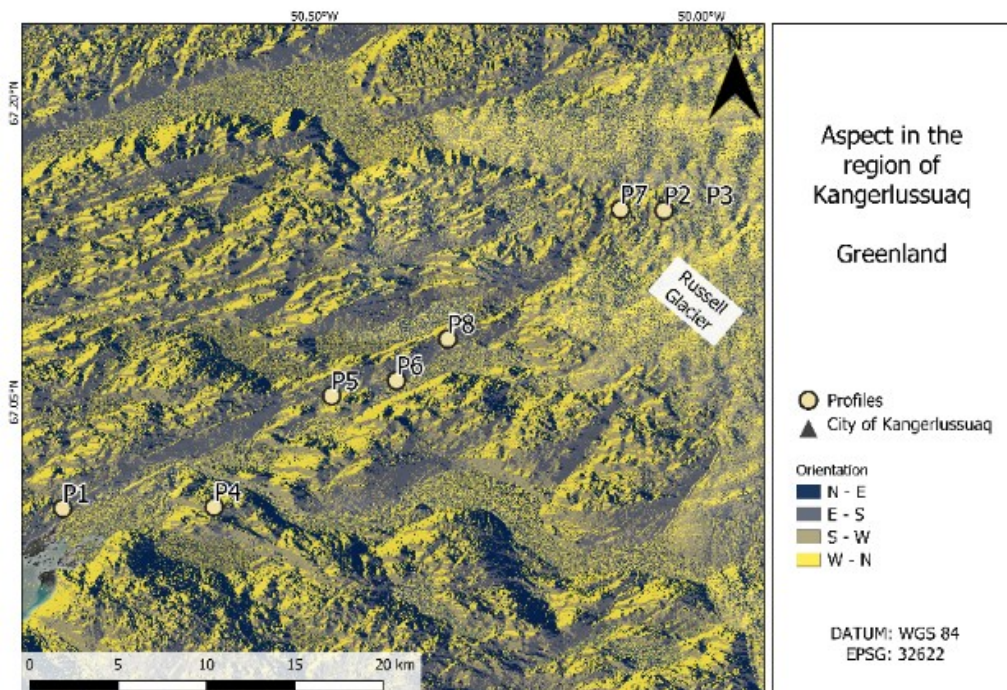 50.50°W
50.00°W
67.20°N
67.05°N
N
P7
P2
P3
Russell
Glacier
P8
P6
P5
P1
P4
0
5
10
20 km
Aspect in the
region of
Kangerlussuaq
Greenland
Profiles
City of Kangerlussuaq
Orientation
N - E
E - S
S - W
W - N
DATUM: WGS 84
EPSG: 32622